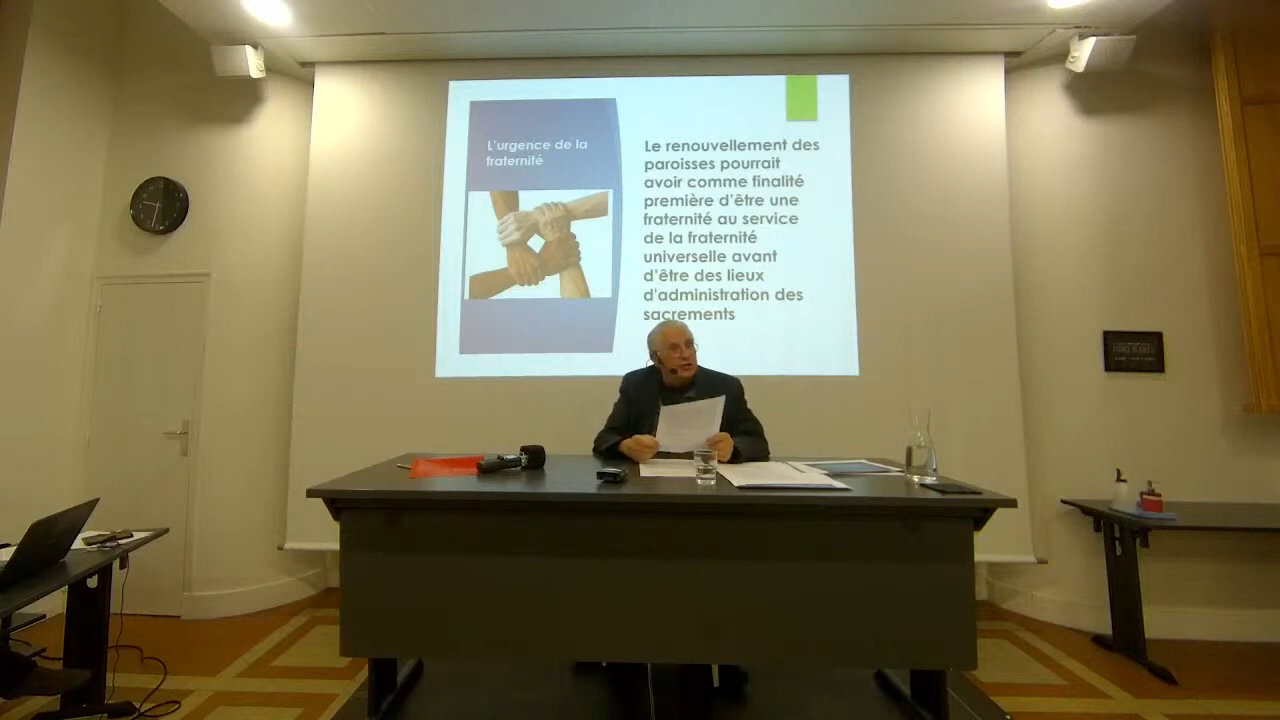 L'urgence de la
fraternité
Le renouvellement des
paroisses pourrait
avoir comme finalité
première d'être une
fraternité au service
de la fraternité
universelle avant
d'être des lieux
d'administration des
sacrements